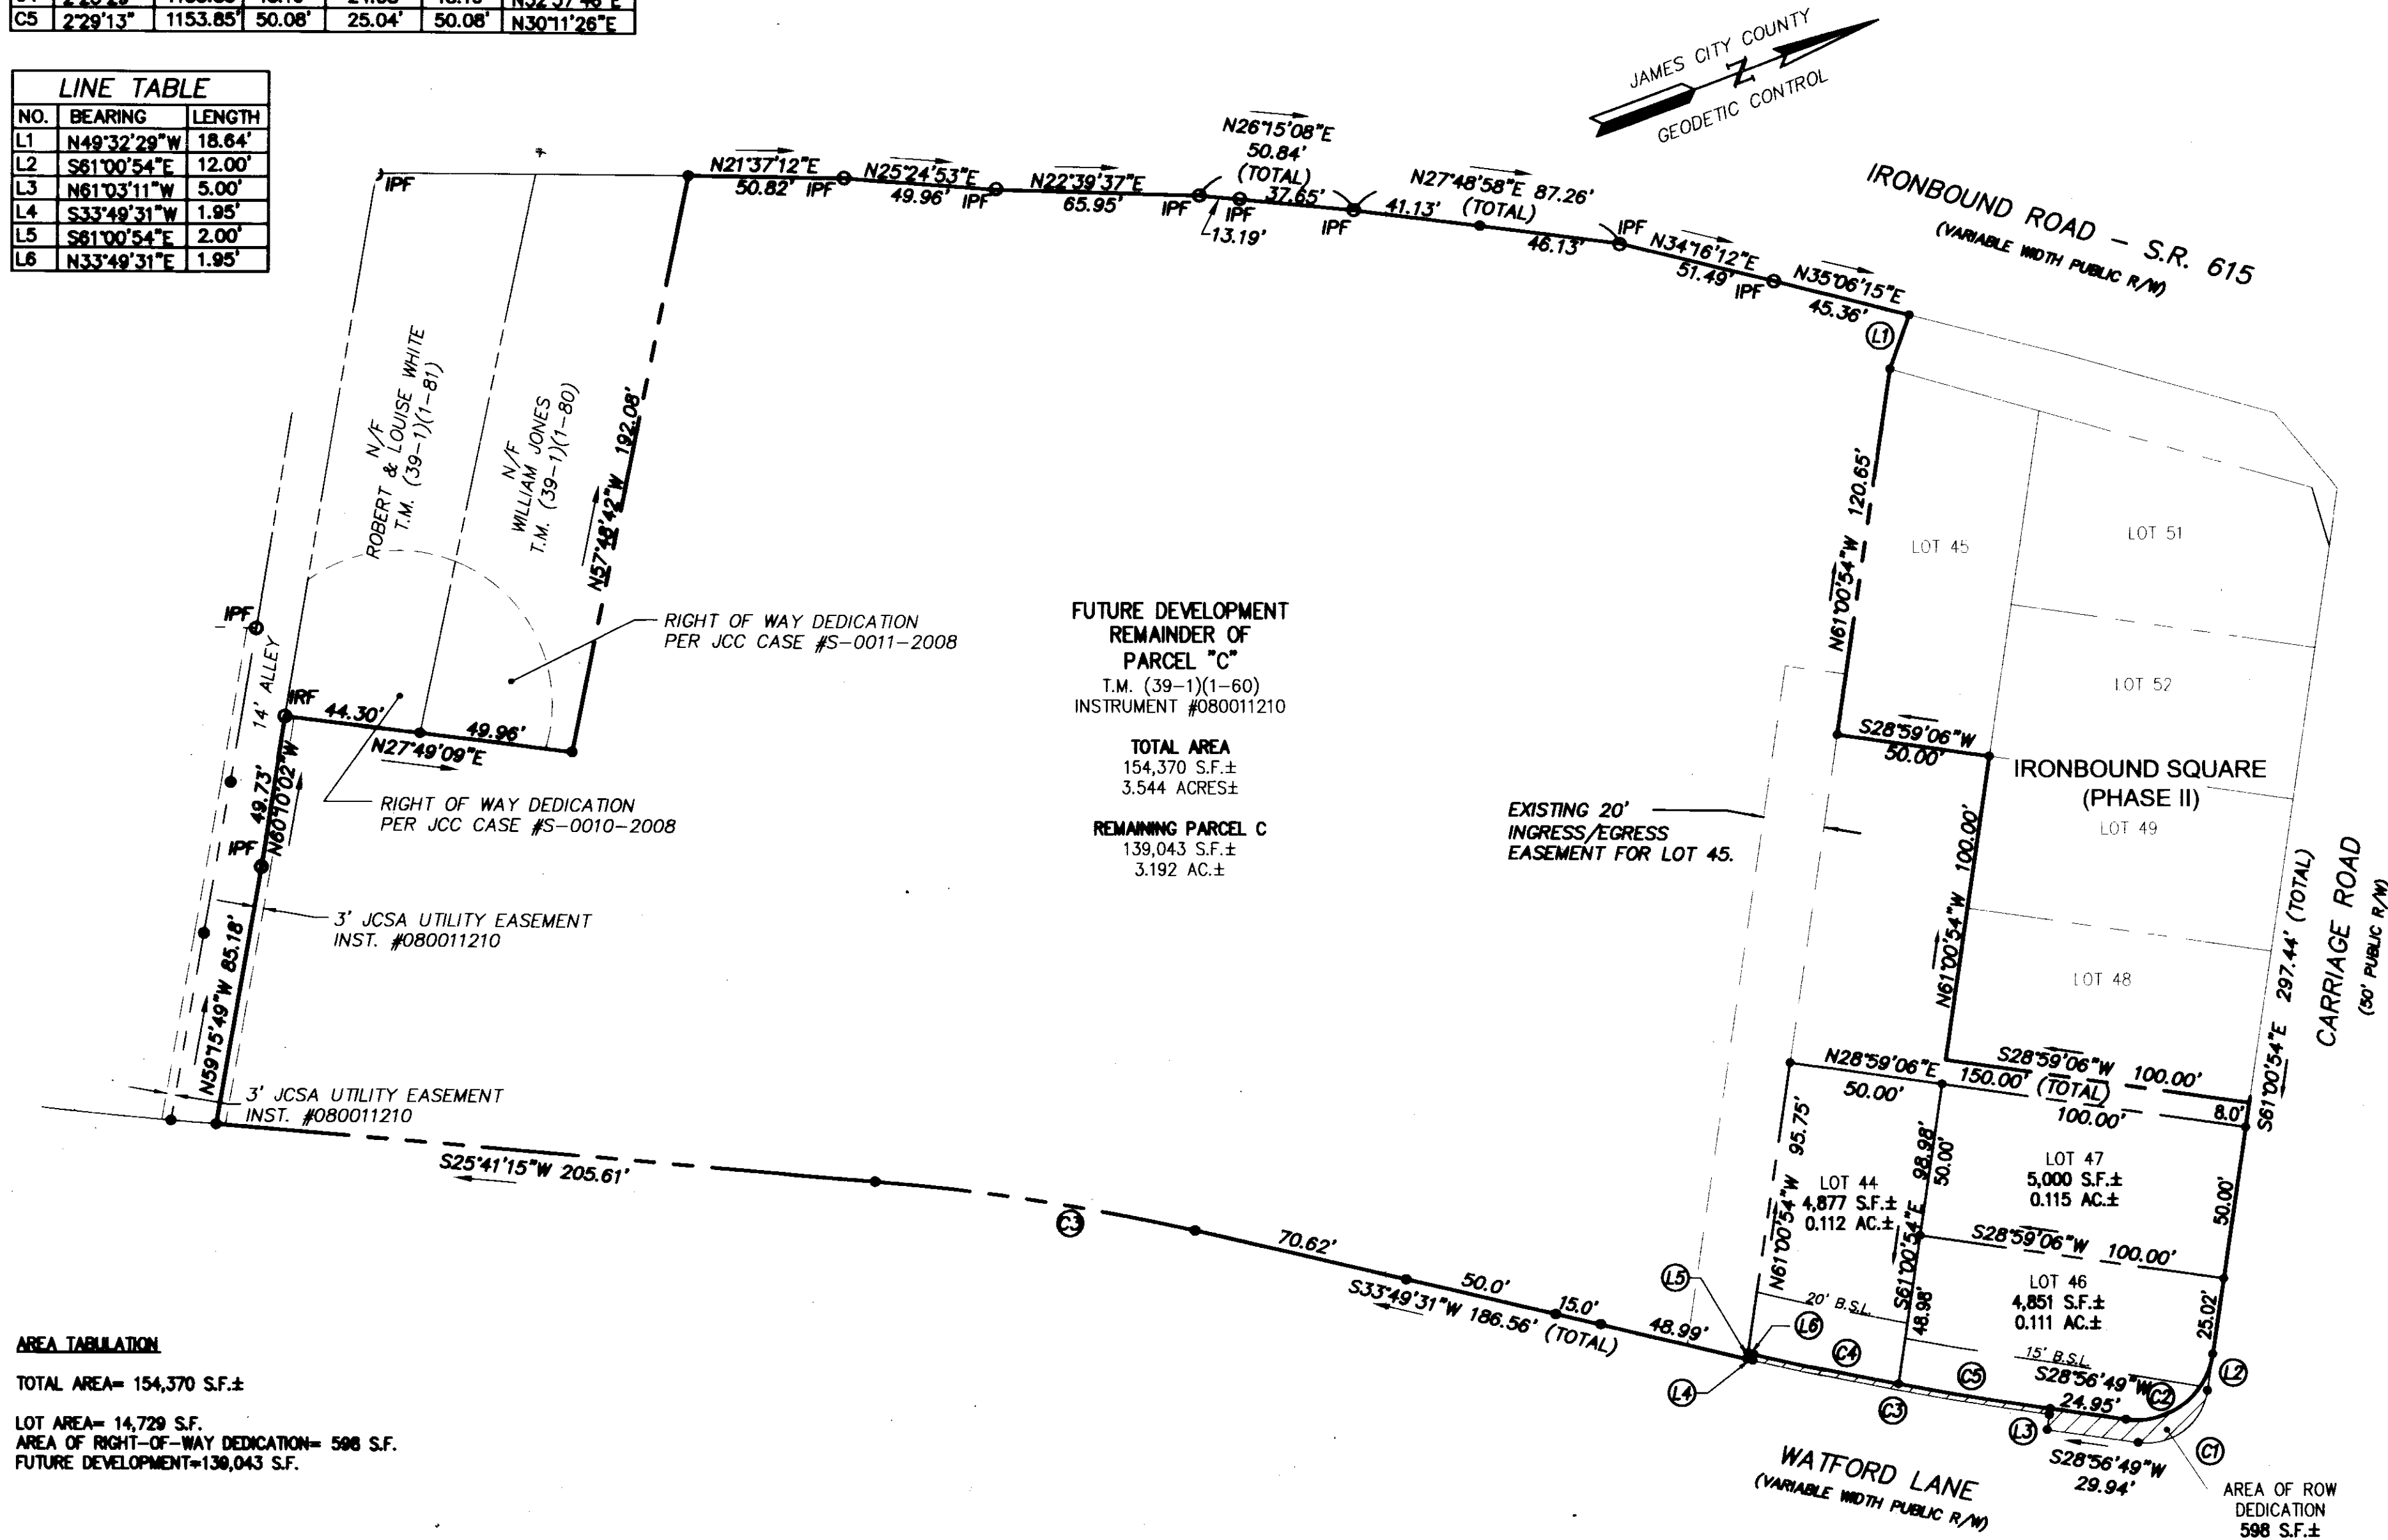 C5 2°29'13" 1153.85' 50.08' 25.04' 50.08' N30°11'26"E
LINE TABLE
NO. BEARING LENGTH
L1 N49°32'29"W 18.64'
L2 S61°00'54"E 12.00'
L3 N61°03'11"W 5.00'
L4 S33°49'31"W 1.95'
L5 S61°00'54"E 2.00'
L6 N33°49'31"E 1.95'
JAMES CITY COUNTY
N
GEODETIC CONTROL
IRONBOUND ROAD - S.R. 615
(VARIABLE WIDTH PUBLIC R/W)
IPF
N21°37'12"E
50.82'
IPF
N25°24'53"E
49.96'
IPF
N22°39'37"E
65.95'
IPF
N26°15'08"E
50.84'
(TOTAL)
13.19'
IPF
37.65'
IPF
N27°48'58"E 87.26'
(TOTAL)
41.13'
46.13'
IPF
N34°16'12"E
51.49'
IPF
N35°06'15"E
45.36'
L1
N/F
ROBERT & LOUISE WHITE
T.M. (39-1)(1-81)
N/F
WILLIAM JONES
T.M. (39-1)(1-80)
N57°48'42"W 192.08'
RIGHT OF WAY DEDICATION
PER JCC CASE #S-0011-2008
IPF
14' ALLEY
IRF
44.30'
49.96'
N27°49'09"E
49.73'
N60°10'02"W
IPF
RIGHT OF WAY DEDICATION
PER JCC CASE #S-0010-2008
3' JCSA UTILITY EASEMENT
INST. #080011210
N59°15'49"W 85.18'
3' JCSA UTILITY EASEMENT
INST. #080011210
FUTURE DEVELOPMENT
REMAINDER OF
PARCEL "C"
T.M. (39-1)(1-60)
INSTRUMENT #080011210
TOTAL AREA
154,370 S.F.±
3.544 ACRES±
REMAINING PARCEL C
139,043 S.F.±
3.192 AC.±
N61°00'54"W 120.65'
LOT 45
LOT 51
LOT 52
S28°59'06"W
50.00'
IRONBOUND SQUARE
(PHASE II)
LOT 49
EXISTING 20'
INGRESS/EGRESS
EASEMENT FOR LOT 45.
N61°00'54"W 100.00'
LOT 48
S61°00'54"E 297.44' (TOTAL)
CARRIAGE ROAD
(50' PUBLIC R/W)
N28°59'06"E
50.00'
S28°59'06"W 100.00'
150.00' (TOTAL)
100.00'
8.0'
N61°00'54"W 95.75'
S61°00'54"E 98.98'
50.00'
LOT 44
4,877 S.F.±
0.112 AC.±
LOT 47
5,000 S.F.±
0.115 AC.±
50.00'
S28°59'06"W 100.00'
LOT 46
4,851 S.F.±
0.111 AC.±
25.02'
48.98'
20' B.S.L.
15' B.S.L.
S28°56'49"W
24.95'
C2
L2
S25°41'15"W 205.61'
C3
70.62'
50.0'
15.0'
48.99'
S33°49'31"W 186.56' (TOTAL)
L5
L6
L4
C4
C5
C3
L3
C1
S28°56'49"W
29.94'
WATFORD LANE
(VARIABLE WIDTH PUBLIC R/W)
AREA OF ROW
DEDICATION
598 S.F.±
AREA TABULATION
TOTAL AREA= 154,370 S.F.±
LOT AREA= 14,729 S.F.
AREA OF RIGHT-OF-WAY DEDICATION= 598 S.F.
FUTURE DEVELOPMENT=139,043 S.F.